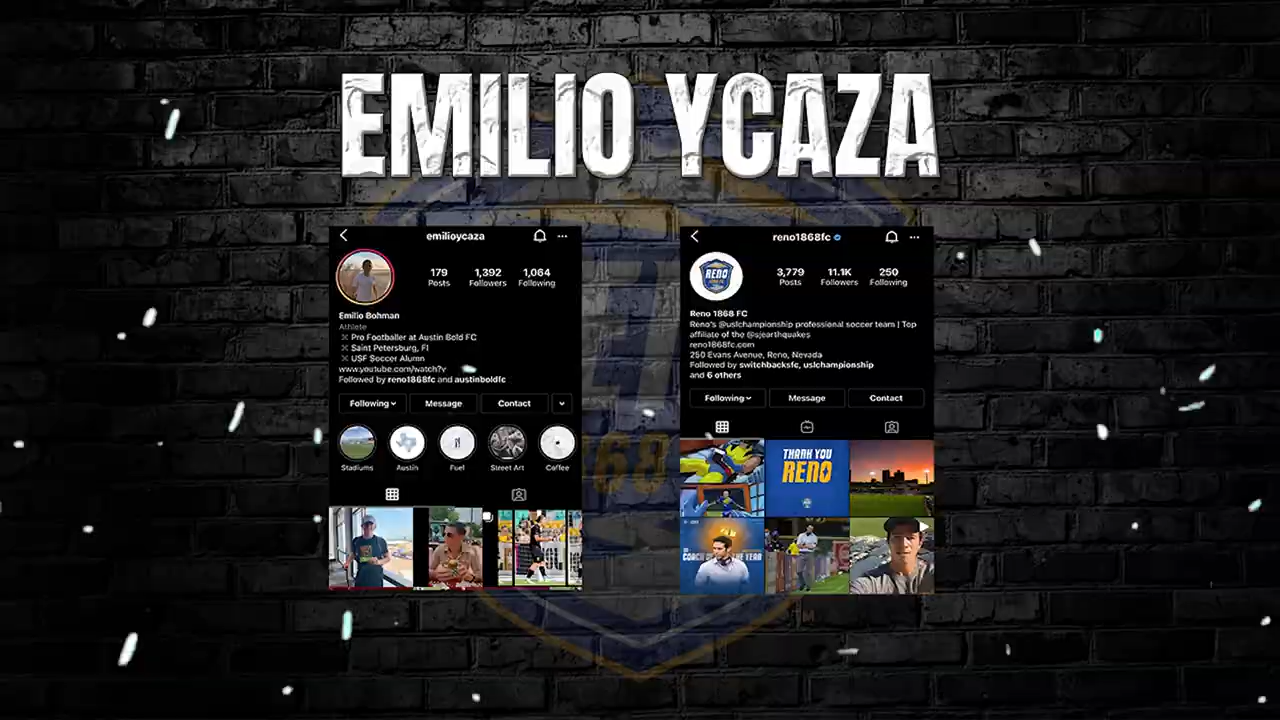 EMILIO YCAZA
emilioycaza
179
1,392
1,064
Posts
Followers
Following
Emilio Bohman
Athlete
Pro Footballer at Austin Bold FC
Saint Petersburg, Fl
USF Soccer Alumn
www.youtube.com/watch?v
Followed by reno1868fc and austinboldfc
Following
Message
Contact
Stadiums
Austin
Fuel
Street Art
Coffee
reno1868fc
RENO
3,779
11.1K
250
Posts
Followers
Following
Reno 1868 FC
Reno's @uslchampionship professional soccer team | Top
affiliate of the @sjearthquakes
reno1868fc.com
250 Evans Avenue, Reno, Nevada
Followed by switchbacksfc, uslchampionship
and 6 others
Following
Message
Contact
THANK YOU
RENO
COACH OF THE YEAR
868